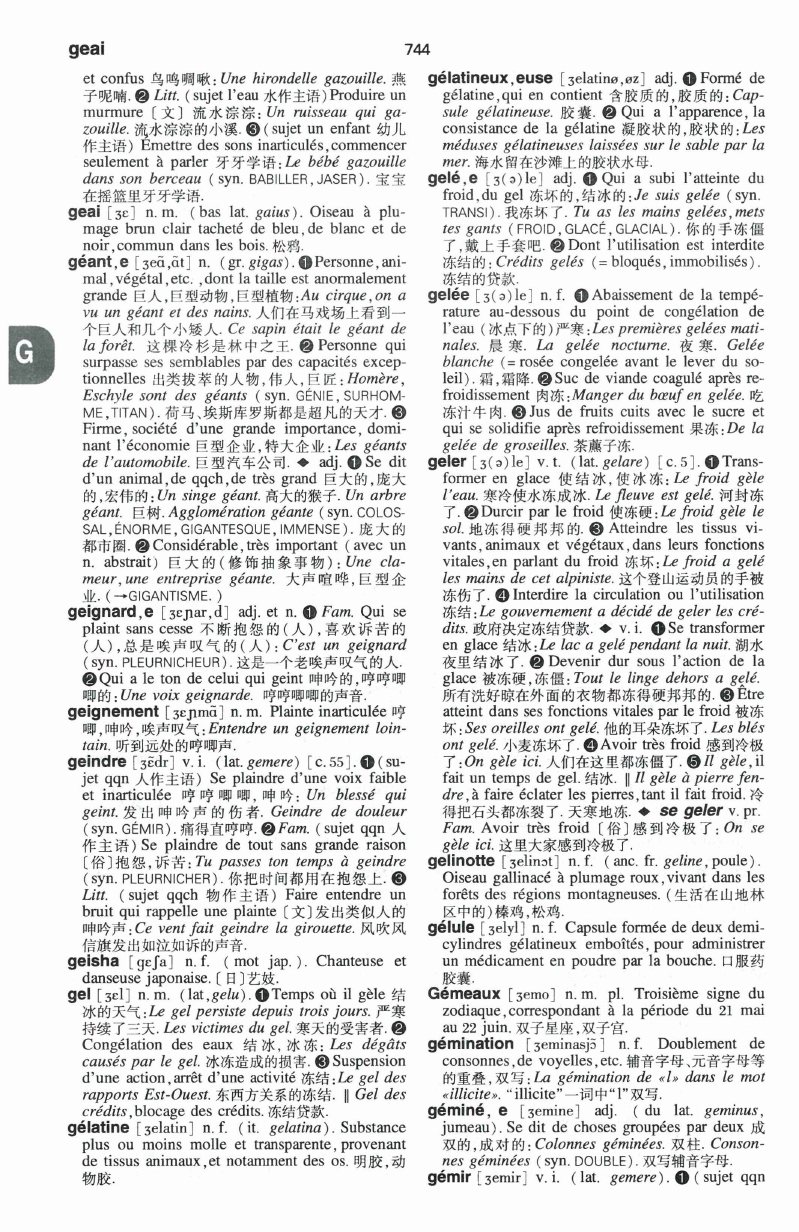 geai
744
et confus 鸟鸣啁啾:Une hirondelle gazouille. 燕
子呢喃.❷ Litt. (sujet l'eau 水作主语)Produire un
murmure〔文〕流水淙淙:Un ruisseau qui ga-
zouille. 流水淙淙的小溪.❸(sujet un enfant 幼儿
作主语) Émettre des sons inarticulés,commencer
seulement à parler 牙牙学语:Le bébé gazouille
dans son berceau (syn. BABILLER,JASER). 宝宝
在摇篮里牙牙学语.
geai [ʒɛ] n.m. (bas lat. gaius). Oiseau à plu-
mage brun clair tacheté de bleu,de blanc et de
noir,commun dans les bois. 松鸦.
géant,e [ʒeɑ̃,ɑ̃t] n. (gr. gigas).❶Personne,ani-
mal,végétal,etc. ,dont la taille est anormalement
grande 巨人,巨型动物,巨型植物:Au cirque,on a
vu un géant et des nains. 人们在马戏场上看到一
个巨人和几个小矮人. Ce sapin était le géant de
la forêt. 这棵冷杉是林中之王.❷ Personne qui
surpasse ses semblables par des capacités excep-
tionnelles 出类拔萃的人物,伟人,巨匠:Homère,
Eschyle sont des géants (syn. GÉNIE, SURHOM-
ME,TITAN). 荷马、埃斯库罗斯都是超凡的天才.❸
Firme, société d'une grande importance, domi-
nant l'économie 巨型企业,特大企业:Les géants
de l'automobile. 巨型汽车公司. ◆ adj.❶Se dit
d'un animal,de qqch,de très grand 巨大的,庞大
的,宏伟的:Un singe géant. 高大的猴子. Un arbre
géant. 巨树. Agglomération géante (syn. COLOS-
SAL,ÉNORME,GIGANTESQUE,IMMENSE). 庞大的
都市圈.❷Considérable,très important (avec un
n. abstrait) 巨大的(修饰抽象事物):Une cla-
meur,une entreprise géante. 大声喧哗,巨型企
业.(→GIGANTISME.)
geignard,e [ʒɛɲar,d] adj. et n.❶ Fam. Qui se
plaint sans cesse 不断抱怨的(人),喜欢诉苦的
(人),总是唉声叹气的(人):C'est un geignard
(syn. PLEURNICHEUR). 这是一个老唉声叹气的人.
❷Qui a le ton de celui qui geint 呻吟的,哼哼唧
唧的:Une voix geignarde. 哼哼唧唧的声音.
geignement [ʒɛɲmɑ̃] n.m. Plainte inarticulée 哼
唧,呻吟,唉声叹气:Entendre un geignement loin-
tain. 听到远处的哼唧声.
geindre [ʒɛ̃dr] v.i. (lat. gemere) [c.55].❶(su-
jet qqn 人作主语) Se plaindre d'une voix faible
et inarticulée 哼哼唧唧,呻吟: Un blessé qui
geint. 发出呻吟声的伤者. Geindre de douleur
(syn. GÉMIR). 痛得直哼哼.❷Fam. (sujet qqn 人
作主语) Se plaindre de tout sans grande raison
〔俗〕抱怨,诉苦:Tu passes ton temps à geindre
(syn. PLEURNICHER). 你把时间都用在抱怨上.❸
Litt. (sujet qqch 物作主语) Faire entendre un
bruit qui rappelle une plainte〔文〕发出类似人的
呻吟声:Ce vent fait geindre la girouette. 风吹风
信旗发出如泣如诉的声音.
geisha [gɛʃa] n.f. (mot jap.). Chanteuse et
danseuse japonaise.〔日〕艺妓.
gel [ʒɛl] n.m. (lat,gelu).❶Temps où il gèle 结
冰的天气:Le gel persiste depuis trois jours. 严寒
持续了三天. Les victimes du gel. 寒天的受害者.❷
Congélation des eaux 结冰,冰冻: Les dégâts
causés par le gel. 冰冻造成的损害.❸Suspension
d'une action,arrêt d'une activité 冻结:Le gel des
rapports Est-Ouest. 东西方关系的冻结. ‖ Gel des
crédits,blocage des crédits. 冻结贷款.
gélatine [ʒelatin] n.f. (it. gelatina). Substance
plus ou moins molle et transparente, provenant
de tissus animaux,et notamment des os. 明胶,动
物胶.
G
gélatineux,euse [ʒelatinø,øz] adj.❶Formé de
gélatine,qui en contient 含胶质的,胶质的:Cap-
sule gélatineuse. 胶囊.❷ Qui a l'apparence, la
consistance de la gélatine 凝胶状的,胶状的:Les
méduses gélatineuses laissées sur le sable par la
mer. 海水留在沙滩上的胶状水母.
gelé,e [ʒ(ə)le] adj.❶ Qui a subi l'atteinte du
froid,du gel 冻坏的,结冰的:Je suis gelée (syn.
TRANSI). 我冻坏了. Tu as les mains gelées,mets
tes gants (FROID,GLACÉ,GLACIAL). 你的手冻僵
了,戴上手套吧.❷Dont l'utilisation est interdite
冻结的:Crédits gelés (=bloqués,immobilisés).
冻结的贷款.
gelée [ʒ(ə)le] n.f. ❶Abaissement de la tempé-
rature au-dessous du point de congélation de
l'eau (冰点下的)严寒:Les premières gelées mati-
nales. 晨寒. La gelée nocturne. 夜寒. Gelée
blanche (=rosée congelée avant le lever du so-
leil). 霜,霜降.❷Suc de viande coagulé après re-
froidissement 肉冻:Manger du bœuf en gelée. 吃
冻汁牛肉.❸Jus de fruits cuits avec le sucre et
qui se solidifie après refroidissement 果冻:De la
gelée de groseilles. 茶藨子冻.
geler [ʒ(ə)le] v.t. (lat. gelare) [c.5].❶Trans-
former en glace 使结冰,使冰冻: Le froid gèle
l'eau. 寒冷使水冻成冰. Le fleuve est gelé. 河封冻
了.❷Durcir par le froid 使冻硬:Le froid gèle le
sol. 地冻得硬邦邦的.❸ Atteindre les tissus vi-
vants,animaux et végétaux,dans leurs fonctions
vitales,en parlant du froid 冻坏:Le froid a gelé
les mains de cet alpiniste. 这个登山运动员的手被
冻伤了.❹Interdire la circulation ou l'utilisation
冻结:Le gouvernement a décidé de geler les cré-
dits. 政府决定冻结贷款. ◆ v.i. ❶Se transformer
en glace 结冰:Le lac a gelé pendant la nuit. 湖水
夜里结冰了.❷ Devenir dur sous l'action de la
glace 被冻硬,冻僵:Tout le linge dehors a gelé.
所有洗好晾在外面的衣物都冻得硬邦邦的.❸Être
atteint dans ses fonctions vitales par le froid 被冻
坏:Ses oreilles ont gelé. 他的耳朵冻坏了. Les blés
ont gelé. 小麦冻坏了.❹Avoir très froid 感到冷极
了:On gèle ici. 人们在这里都冻僵了.❺Il gèle,il
fait un temps de gel. 结冰. ‖ Il gèle à pierre fen-
dre,à faire éclater les pierres,tant il fait froid. 冷
得把石头都冻裂了. 天寒地冻. ◆ se geler v.pr.
Fam. Avoir très froid〔俗〕感到冷极了:On se
gèle ici. 这里大家感到冷极了.
gelinotte [ʒelinɔt] n.f. (anc. fr. geline,poule).
Oiseau gallinacé à plumage roux,vivant dans les
forêts des régions montagneuses. (生活在山地林
区中的)榛鸡,松鸡.
gélule [ʒelyl] n.f. Capsule formée de deux demi-
cylindres gélatineux emboîtés, pour administrer
un médicament en poudre par la bouche. 口服药
胶囊.
Gémeaux [ʒemo] n.m. pl. Troisième signe du
zodiaque,correspondant à la période du 21 mai
au 22 juin. 双子星座,双子宫.
gémination [ʒeminasjɔ̃] n.f. Doublement de
consonnes,de voyelles,etc. 辅音字母、元音字母等
的重叠,双写:La gémination de «l» dans le mot
«illicite». "illicite"一词中"l"双写.
géminé, e [ʒemine] adj. (du lat. geminus,
jumeau). Se dit de choses groupées par deux 成
双的,成对的:Colonnes géminées. 双柱. Conson-
nes géminées (syn. DOUBLE). 双写辅音字母.
gémir [ʒemir] v.i. (lat. gemere).❶(sujet qqn